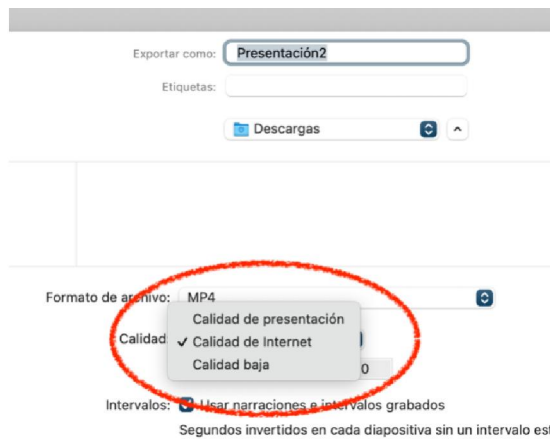 Exportar como: Presentación2
Etiquetas:
Descargas
Formato de archivo: MP4
Calidad de presentación
Calidad ✓ Calidad de Internet
Calidad baja
0
Intervalos: Usar narraciones e intervalos grabados
Segundos invertidos en cada diapositiva sin un intervalo est